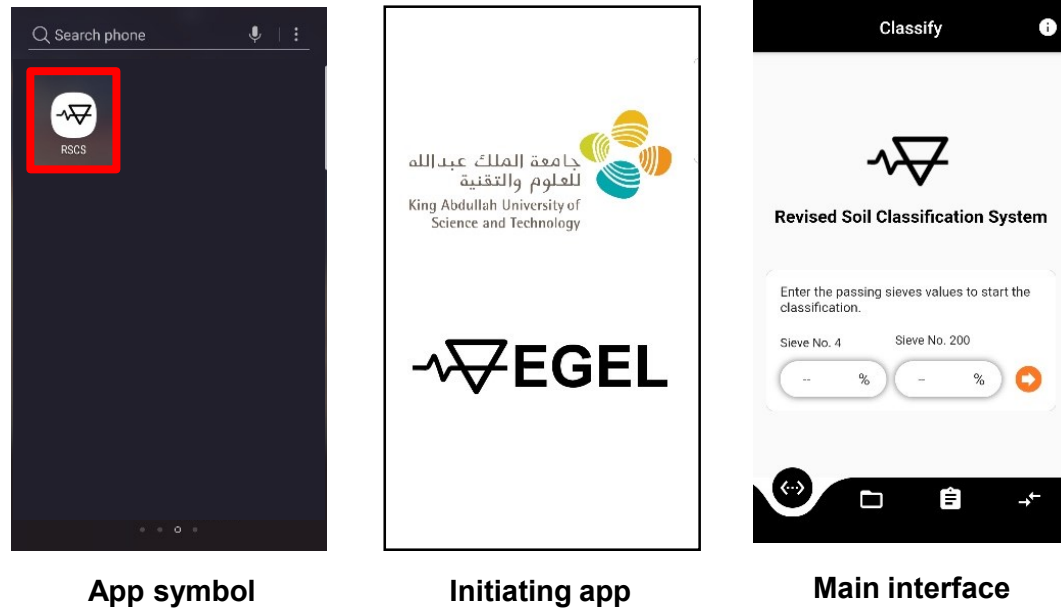 Search phone
RSCS
App symbol
جامعة الملك عبدالله
للعلوم والتقنية
King Abdullah University of
Science and Technology
EGEL
Initiating app
Classify
Revised Soil Classification System
Enter the passing sieves values to start the
classification.
Sieve No. 4 Sieve No. 200
-- % -- %
Main interface